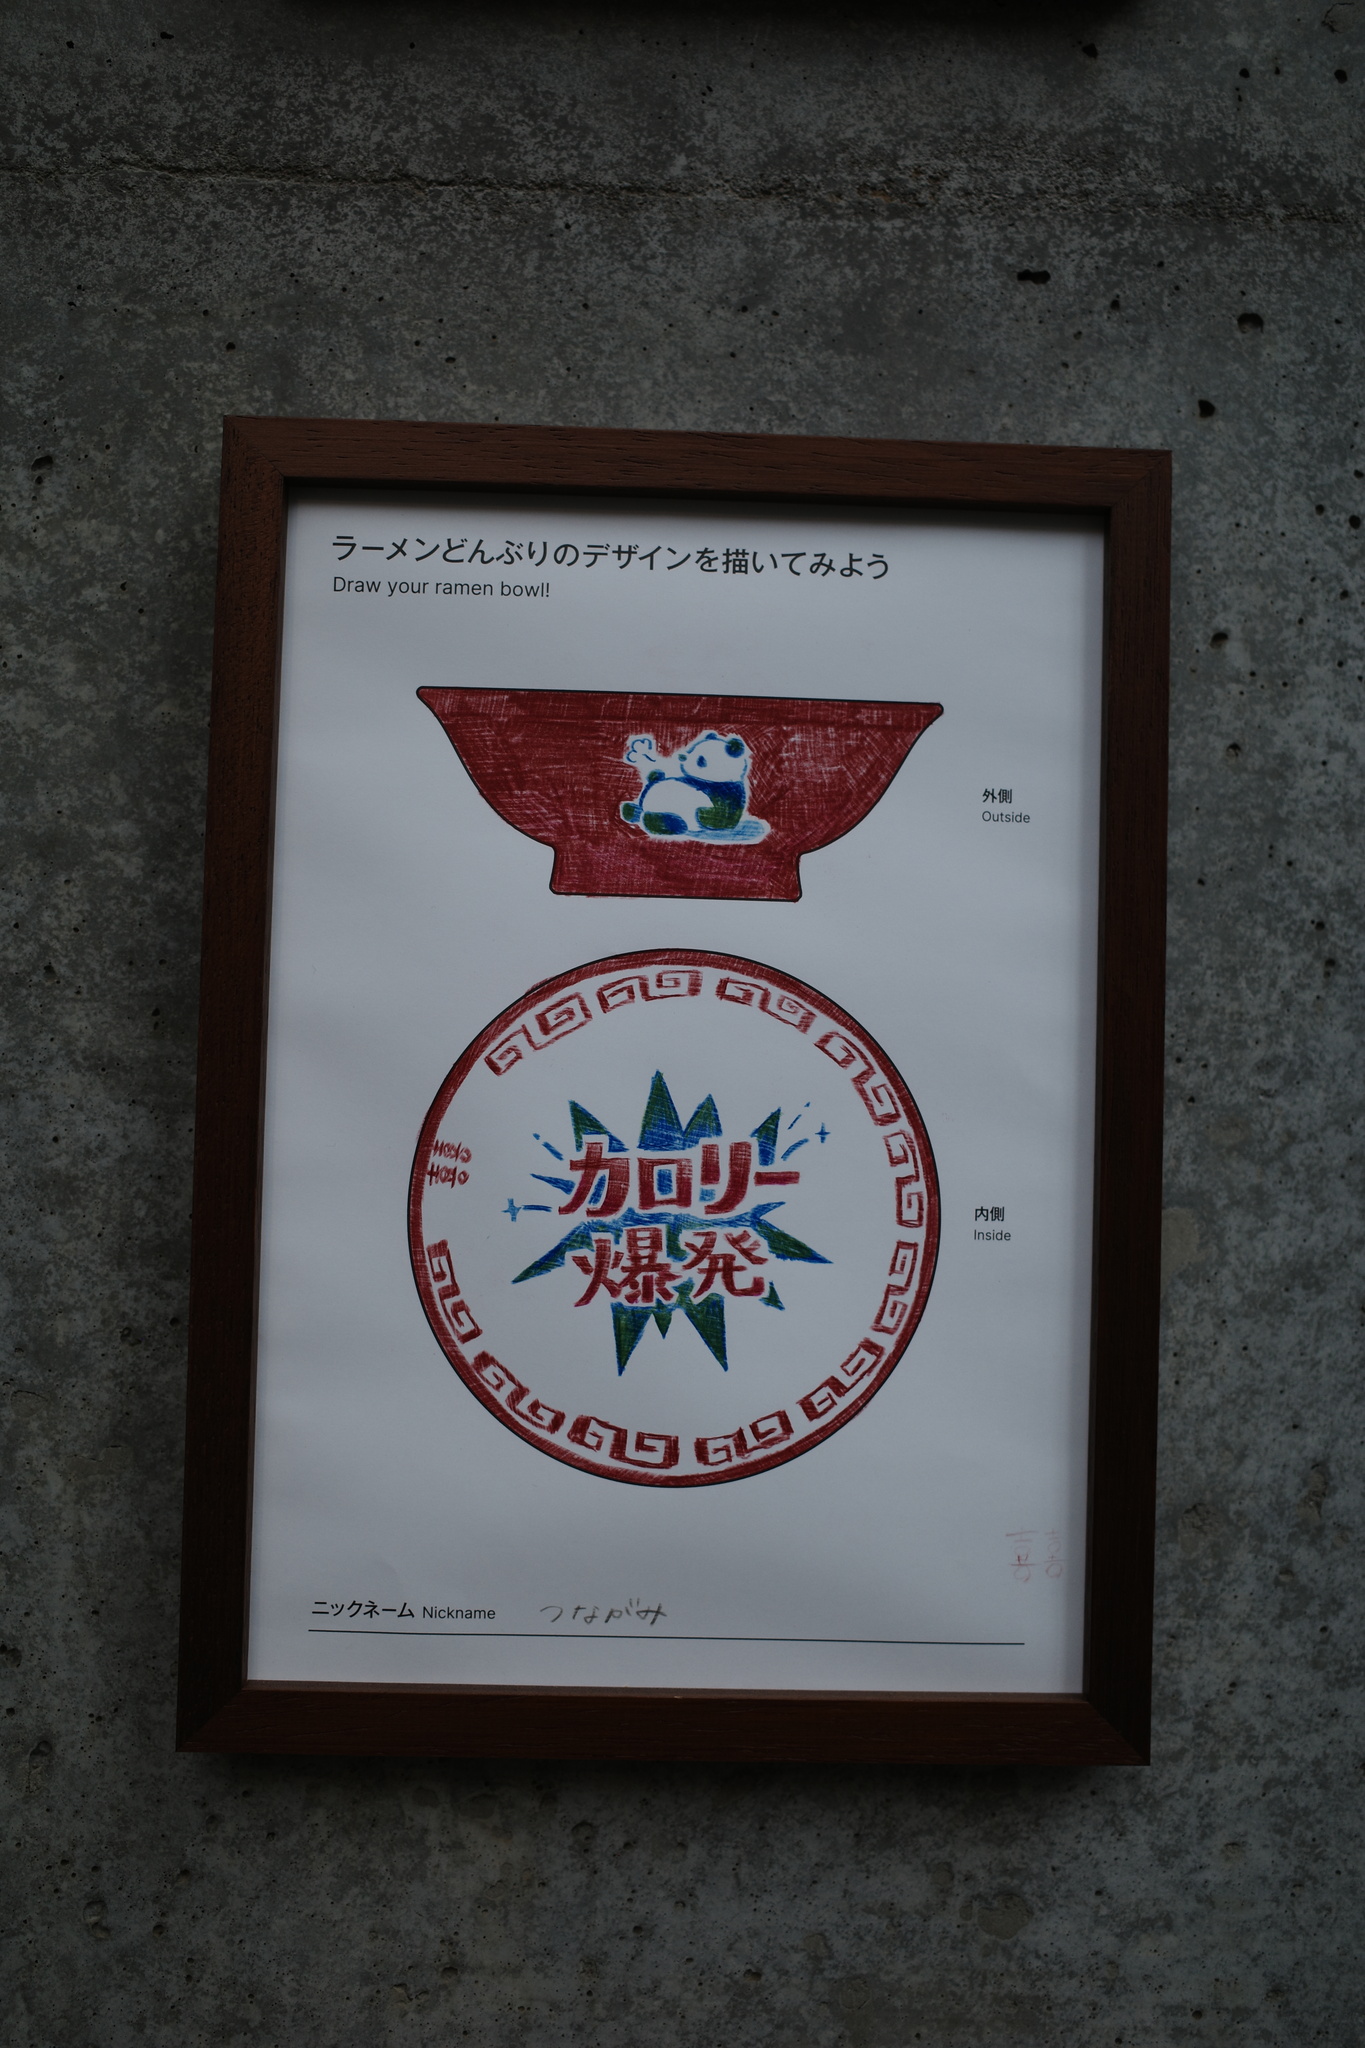 ラーメンどんぶりのデザインを描いてみよう
Draw your ramen bowl!
外側
Outside
囍
カロリー
爆発
内側
Inside
ニックネーム Nickname つながみ